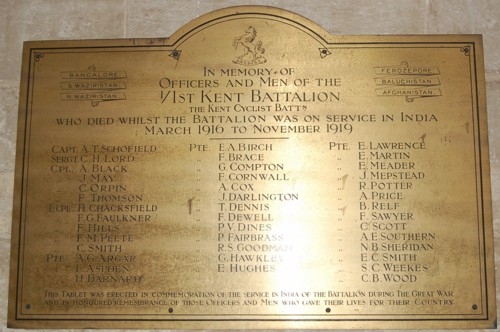 IN MEMORY OF
OFFICERS AND MEN OF THE
1/1ST KENT BATTALION
THE KENT CYCLIST BATTN
WHO DIED WHILST THE BATTALION WAS ON SERVICE IN INDIA
MARCH 1916 TO NOVEMBER 1919
BANGALORE
S. WAZIRISTAN
N. WAZIRISTAN
FEROZEPORE
BALUCHISTAN
AFGHANISTAN
CAPT. A.T. SCHOFIELD PTE. E.A. BIRCH PTE. E. LAWRENCE
SERGT. C.H. LORD " F. BRACE " E. MARTIN
CPL. A. BLACK " G. COMPTON " E. MEADER
" J. MAY " F. CORNWALL " J. MEPSTEAD
" C. ORPIN " A. COX " R. POTTER
" F. THOMSON " J. DARLINGTON " A. PRICE
L.CPL. H. CHACKSFIELD " T. DENNIS " B. RELF
" F.G. FAULKNER " F. DEWELL " F. SAWYER
" F. HILLS " P.V. DINES " C. SCOTT
" F.M. PEETE " P. FAIRBRASS " A.E. SOUTHERN
" C. SMITH " R.S. GOODMAN " N.B. SHERIDAN
PTE. A.G. ARGAR " G. HAWKLEY " E.C. SMITH
" L. ASPDEN " E. HUGHES " S.C. WEEKES
" H. BARNARD " C.B. WOOD
THIS TABLET WAS ERECTED IN COMMEMORATION OF THE SERVICE IN INDIA OF THE BATTALION DURING THE GREAT WAR
AND IN HONOURED REMEMBRANCE OF THOSE OFFICERS AND MEN WHO GAVE THEIR LIVES FOR THEIR COUNTRY